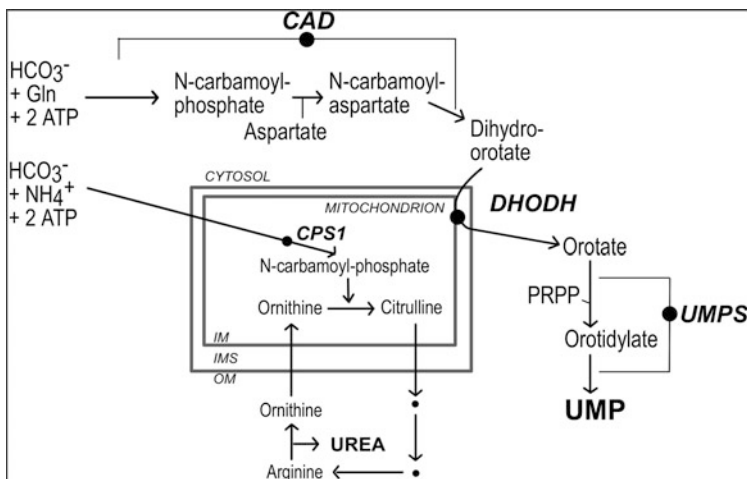 CAD
HCO3-
+ Gln
+ 2 ATP
N-carbamoyl-
phosphate
N-carbamoyl-
aspartate
Aspartate
Dihydro-
orotate
HCO3-
+ NH4+
+ 2 ATP
CYTOSOL
MITOCHONDRION
DHODH
CPS1
N-carbamoyl-phosphate
Orotate
Ornithine
Citrulline
PRPP
UMPS
Orotidylate
IM
IMS
OM
UMP
Ornithine
UREA
Arginine